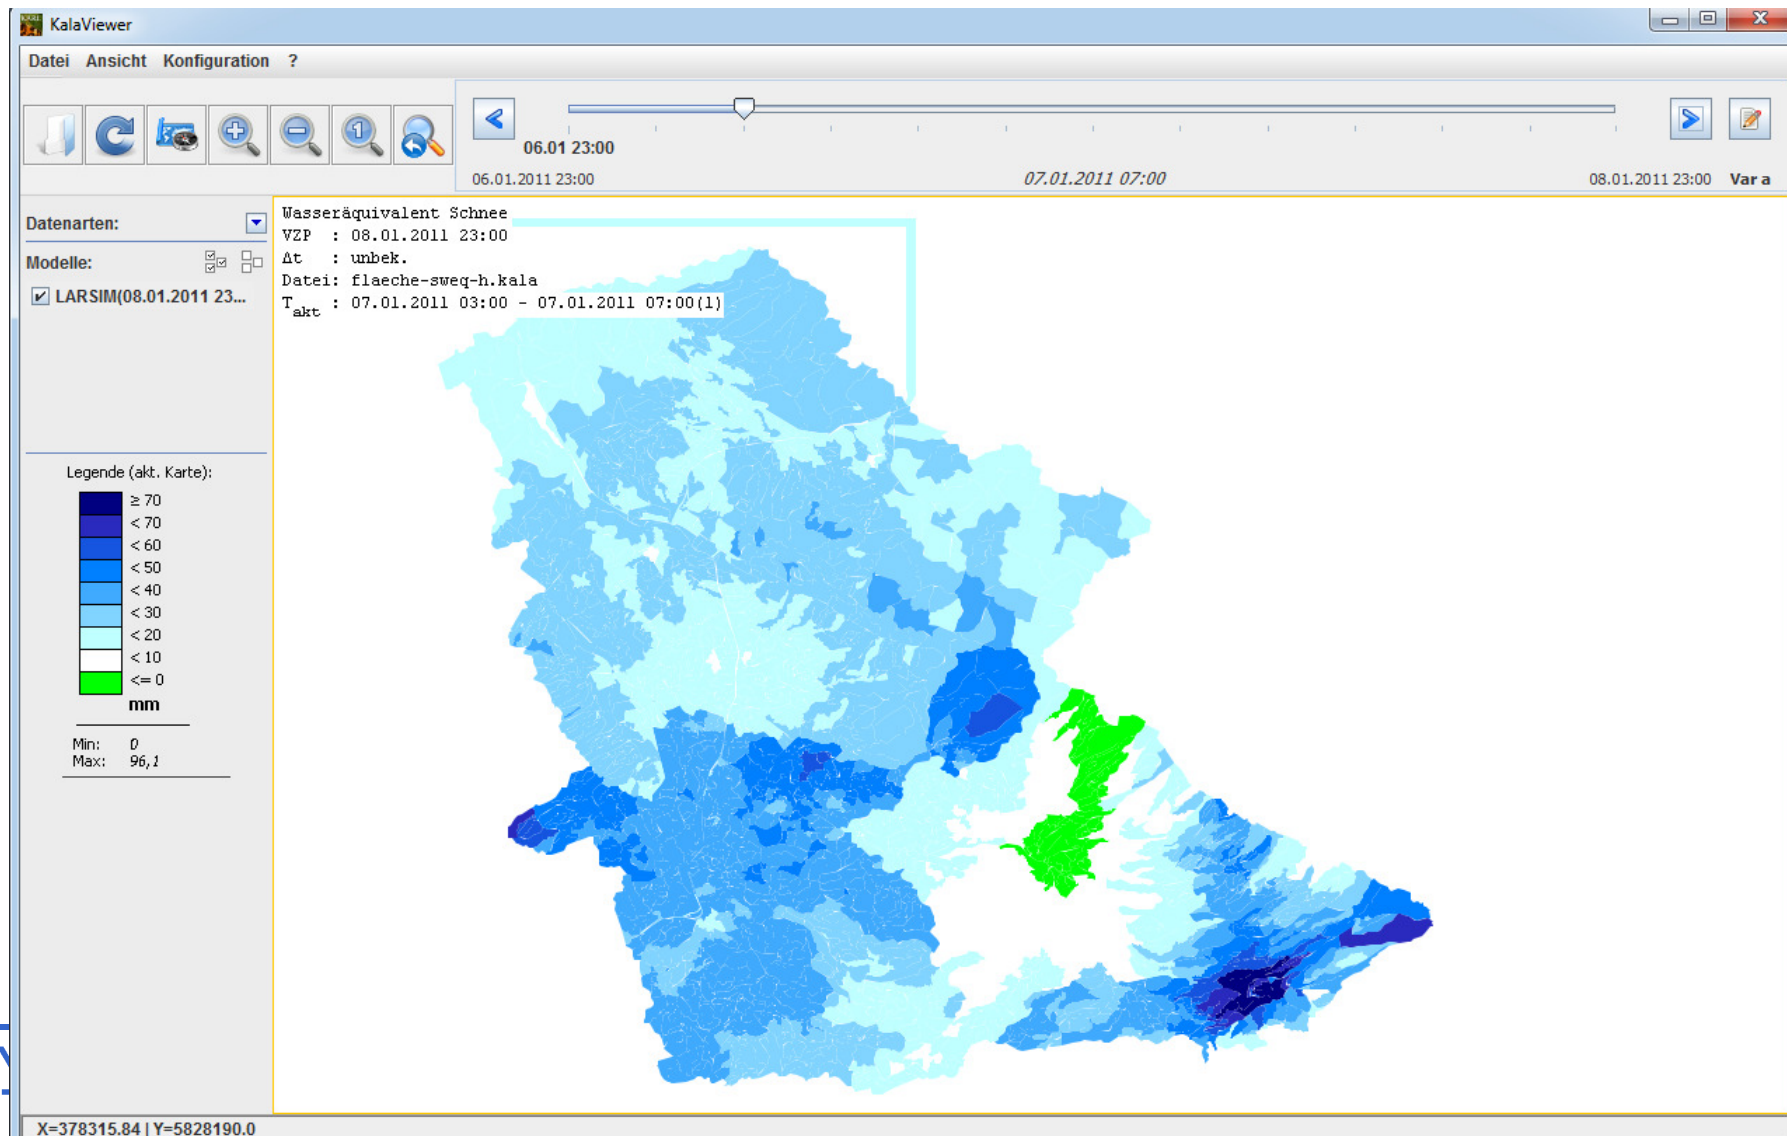 KalaViewer
Datei Ansicht Konfiguration ?
06.01 23:00
06.01.2011 23:00 07.01.2011 07:00 08.01.2011 23:00 Var a
Datenarten:
Modelle:
LARSIM(08.01.2011 23...
Wasseräquivalent Schnee
VZP : 08.01.2011 23:00
Δt : unbek.
Datei: flaeche-sweq-h.kala
Takt : 07.01.2011 03:00 - 07.01.2011 07:00(1)
Legende (akt. Karte):
≥ 70
< 70
< 60
< 50
< 40
< 30
< 20
< 10
<= 0
mm
Min: 0
Max: 96,1
X=378315.84 | Y=5828190.0